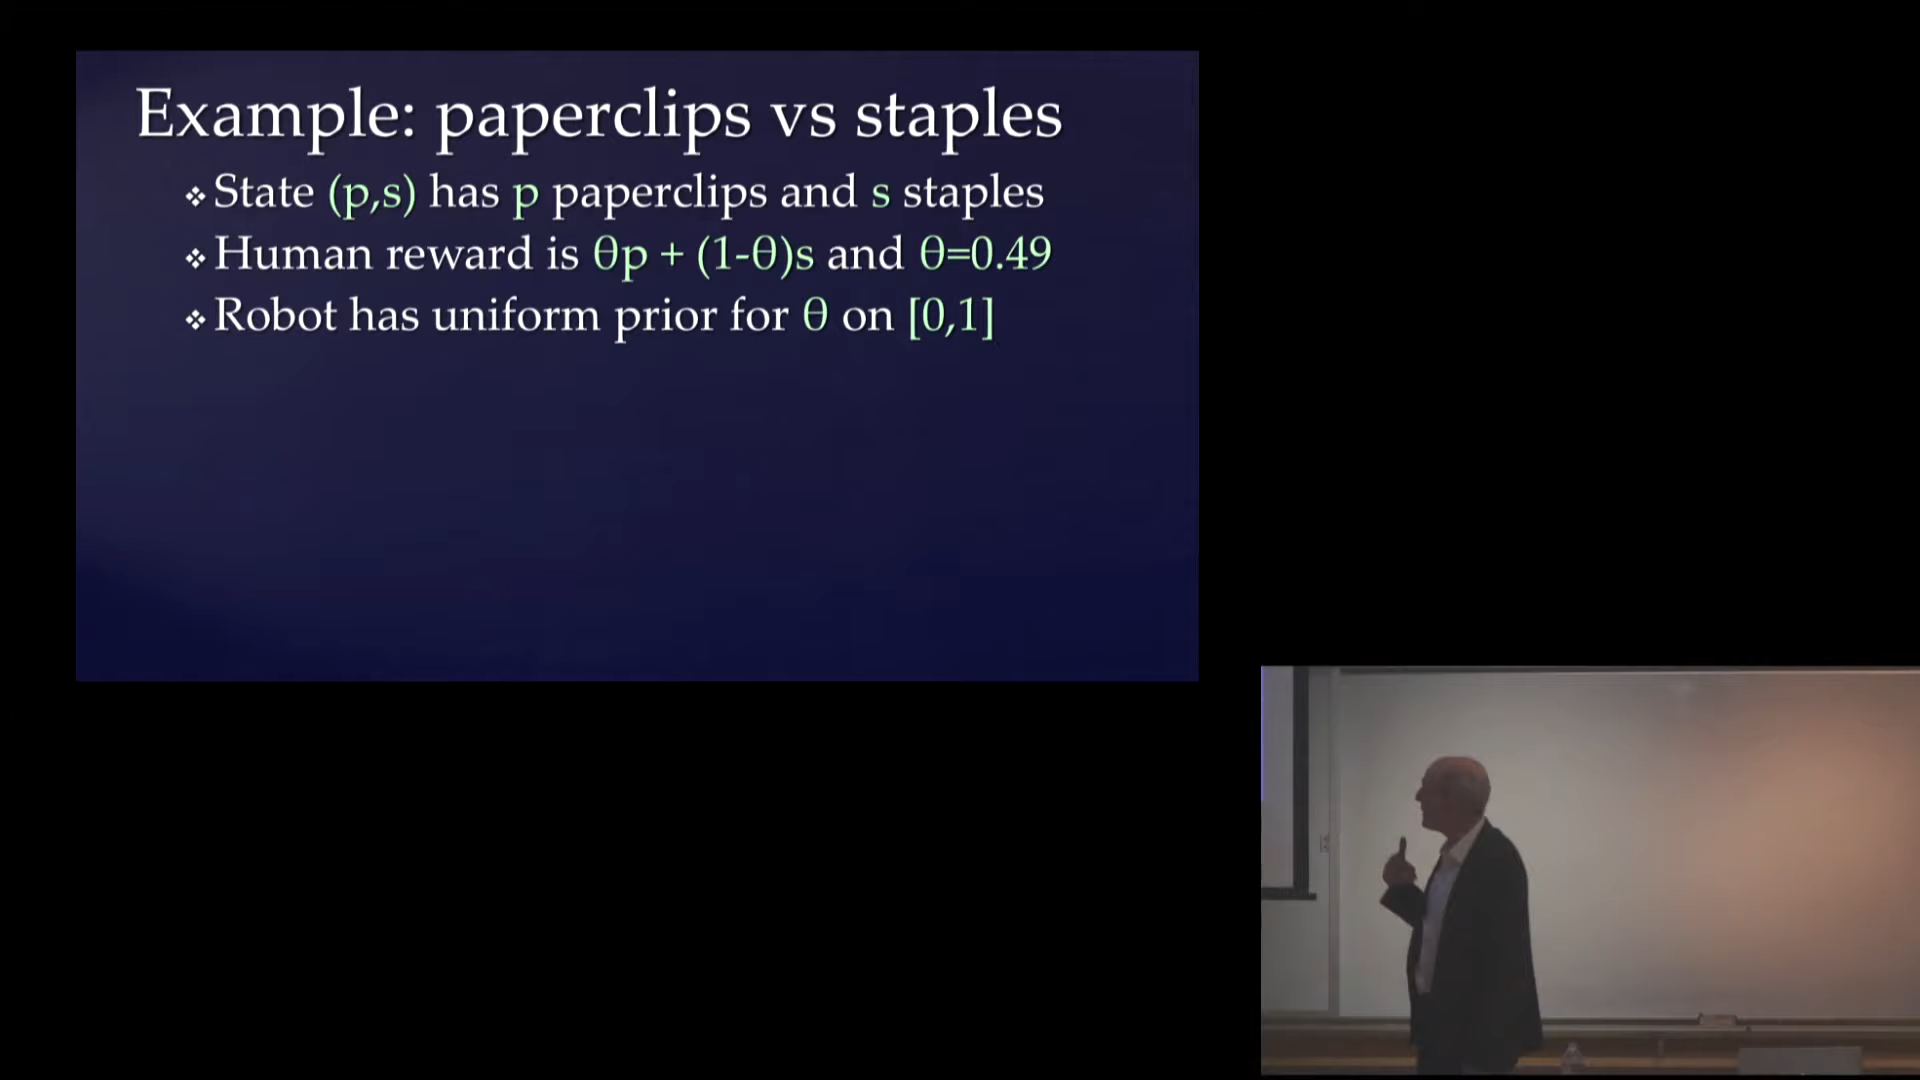 Example: paperclips vs staples
❖ State (p,s) has p paperclips and s staples
❖ Human reward is θp + (1-θ)s and θ=0.49
❖ Robot has uniform prior for θ on [0,1]